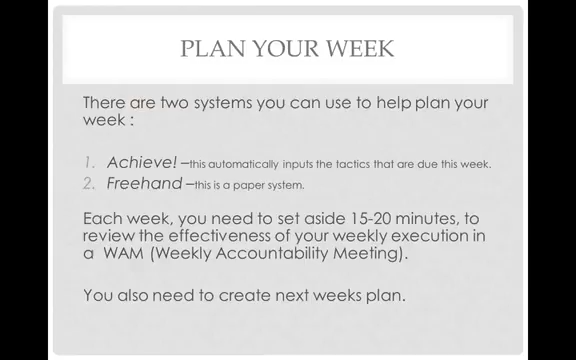 PLAN YOUR WEEK
There are two systems you can use to help plan your
week :
1. Achieve! –this automatically inputs the tactics that are due this week.
2. Freehand –this is a paper system.
Each week, you need to set aside 15-20 minutes, to
review the effectiveness of your weekly execution in
a  WAM (Weekly Accountability Meeting).
You also need to create next weeks plan.